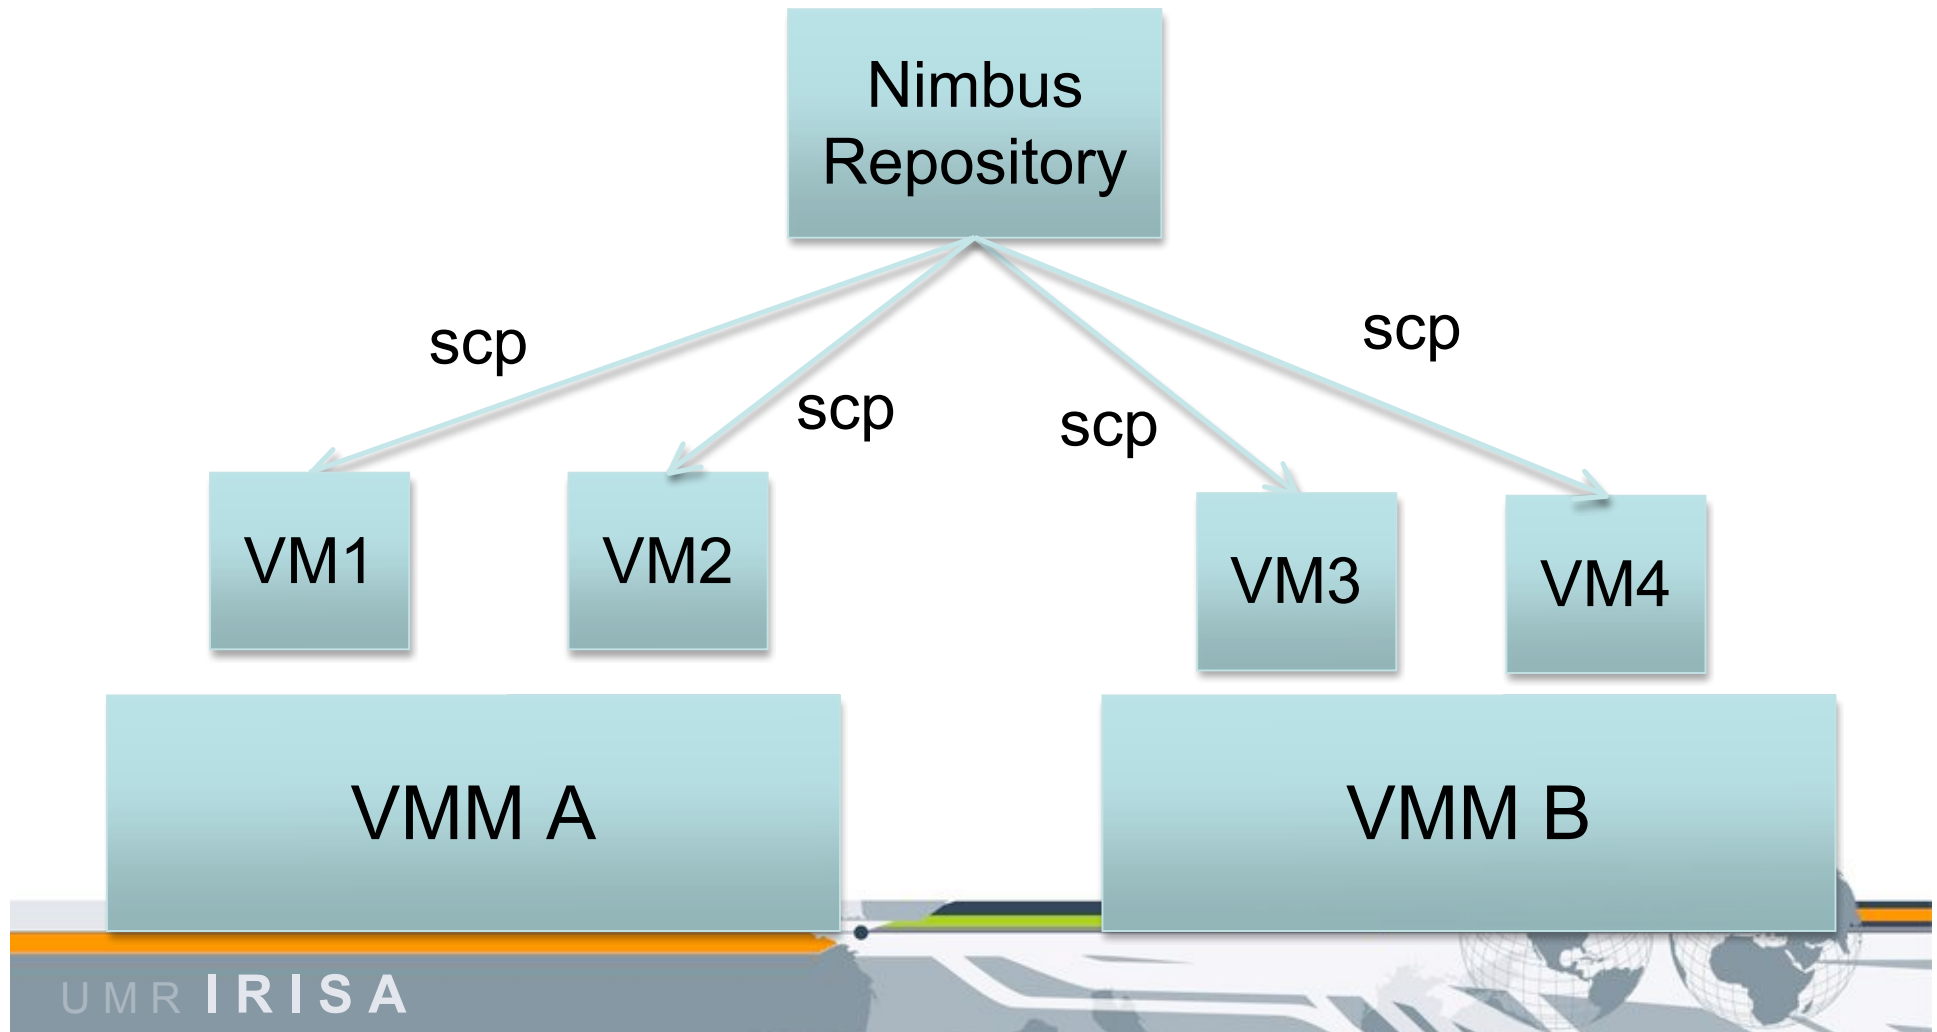 Nimbus
Repository
scp
scp
scp
scp
VM1
VM2
VM3
VM4
VMM A
VMM B
UMR IRISA